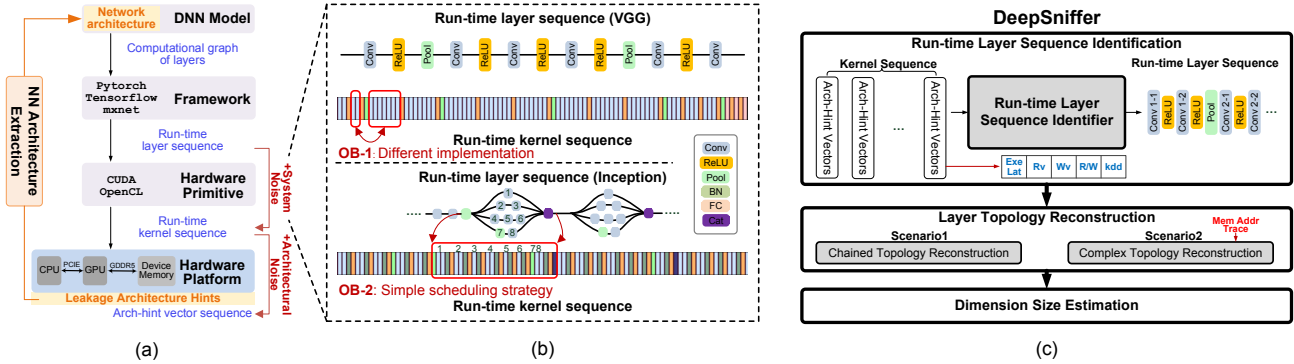 Network
architecture
DNN Model
Computational graph
of layers
Pytorch
Tensorflow
mxnet
Framework
NN Architecture
Extraction
Run-time
layer sequence
CUDA
OpenCL
Hardware
Primitive
+System
Noise
Run-time
kernel sequence
CPU
PCIE
GPU
GDDR5
Device
Memory
Hardware
Platform
+Architectural
Noise
Leakage Architecture Hints
Arch-hint vector sequence
(a)
Run-time layer sequence (VGG)
Conv
ReLU
Pool
Conv
ReLU
Conv
ReLU
Conv
ReLU
Pool
Conv
ReLU
Conv
Run-time kernel sequence
OB-1: Different implementation
Conv
ReLU
Pool
BN
FC
Cat
Run-time layer sequence (Inception)
1
2 3
4 5 6
7 8
1 2 3 4 5 6 78
OB-2: Simple scheduling strategy
Run-time kernel sequence
(b)
DeepSniffer
Run-time Layer Sequence Identification
Kernel Sequence
Arch-Hint Vectors
Arch-Hint Vectors
...
Arch-Hint Vectors
Run-time Layer
Sequence Identifier
Run-time Layer Sequence
Conv 1-1
ReLU
Conv 1-2
ReLU
Pool
Conv 2-1
ReLU
Conv 2-2
...
Exe
Lat
Rv
Wv
R/W
kdd
Layer Topology Reconstruction
Mem Addr
Trace
Scenario1
Chained Topology Reconstruction
Scenario2
Complex Topology Reconstruction
Dimension Size Estimation
(c)